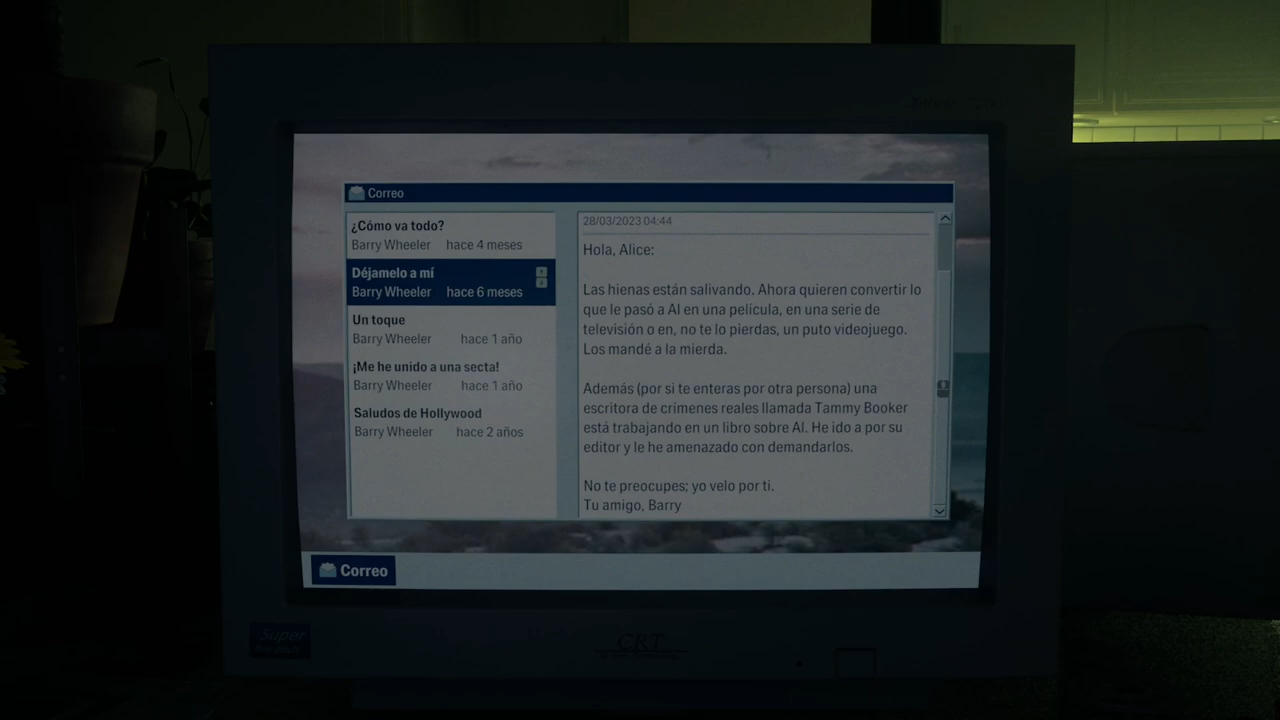 Correo
¿Cómo va todo?
Barry Wheeler hace 4 meses
Déjamelo a mí
Barry Wheeler hace 6 meses
Un toque
Barry Wheeler hace 1 año
¡Me he unido a una secta!
Barry Wheeler hace 1 año
Saludos de Hollywood
Barry Wheeler hace 2 años
28/03/2023 04:44
Hola, Alice:
Las hienas están salivando. Ahora quieren convertir lo
que le pasó a Al en una película, en una serie de
televisión o en, no te lo pierdas, un puto videojuego.
Los mandé a la mierda.
Además (por si te enteras por otra persona) una
escritora de crímenes reales llamada Tammy Booker
está trabajando en un libro sobre Al. He ido a por su
editor y le he amenazado con demandarlos.
No te preocupes; yo velo por ti.
Tu amigo, Barry
Correo
Super
CRT